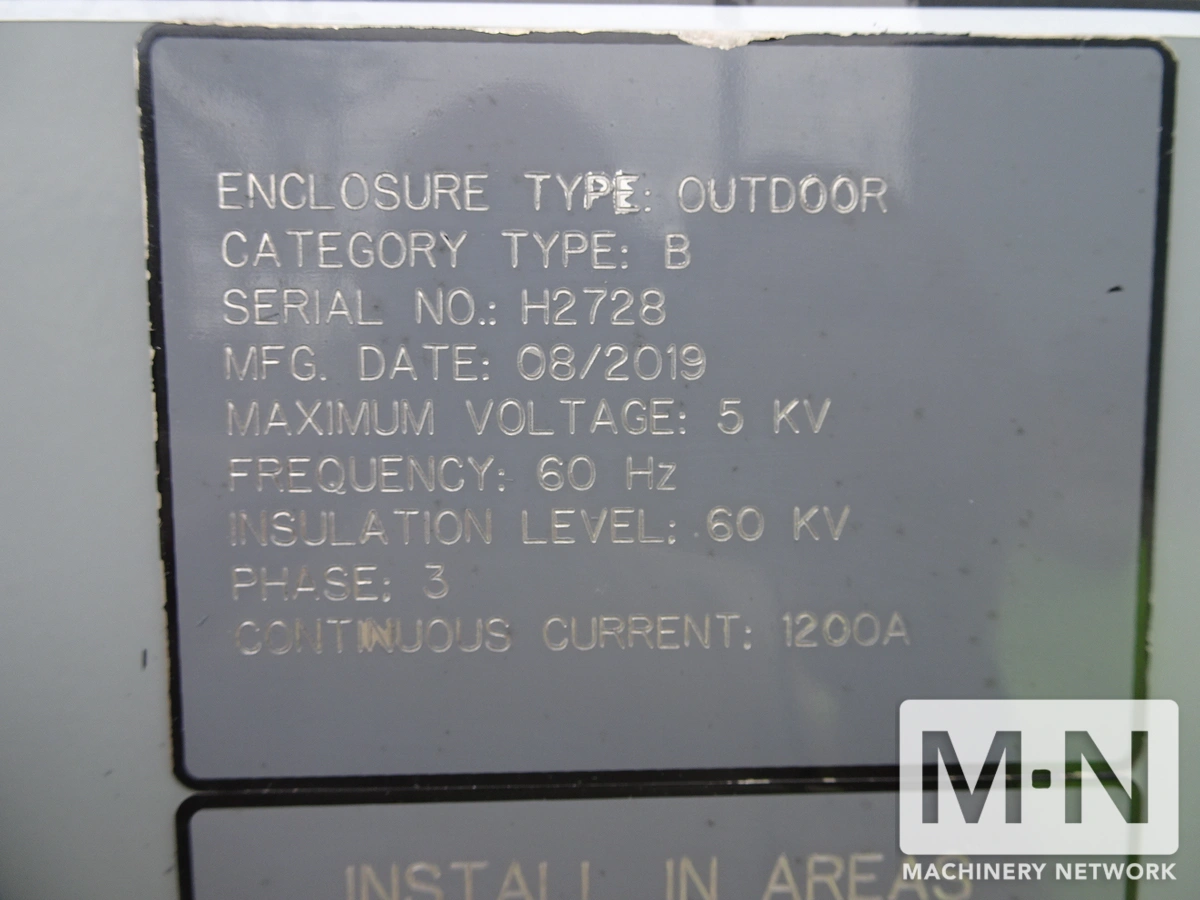 ENCLOSURE TYPE: OUTDOOR
CATEGORY TYPE: B
SERIAL NO.: H2728
MFG. DATE: 08/2019
MAXIMUM VOLTAGE: 5 KV
FREQUENCY: 60 Hz
INSULATION LEVEL: 60 KV
PHASE: 3
CONTINUOUS CURRENT: 1200A
INSTALL IN AREAS
M·N
MACHINERY NETWORK